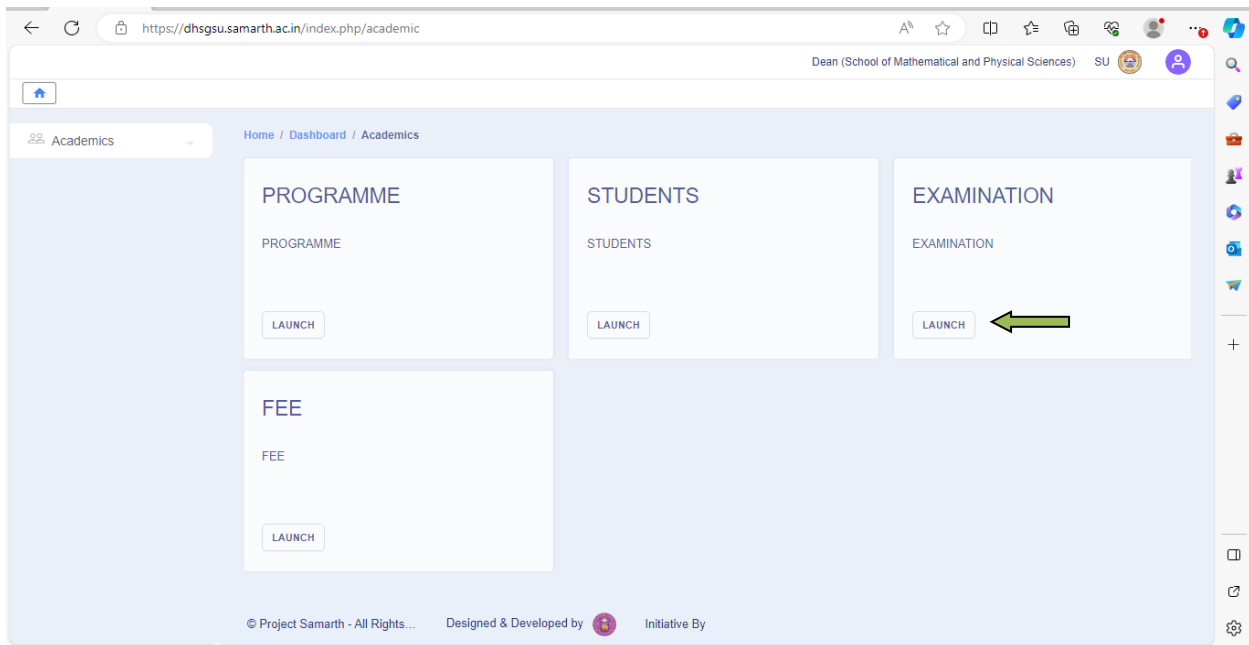 https://dhsgsu.samarth.ac.in/index.php/academic
Dean (School of Mathematical and Physical Sciences) SU
Academics
Home / Dashboard / Academics
PROGRAMME
PROGRAMME
LAUNCH
STUDENTS
STUDENTS
LAUNCH
EXAMINATION
EXAMINATION
LAUNCH
FEE
FEE
LAUNCH
© Project Samarth - All Rights... Designed & Developed by Initiative By